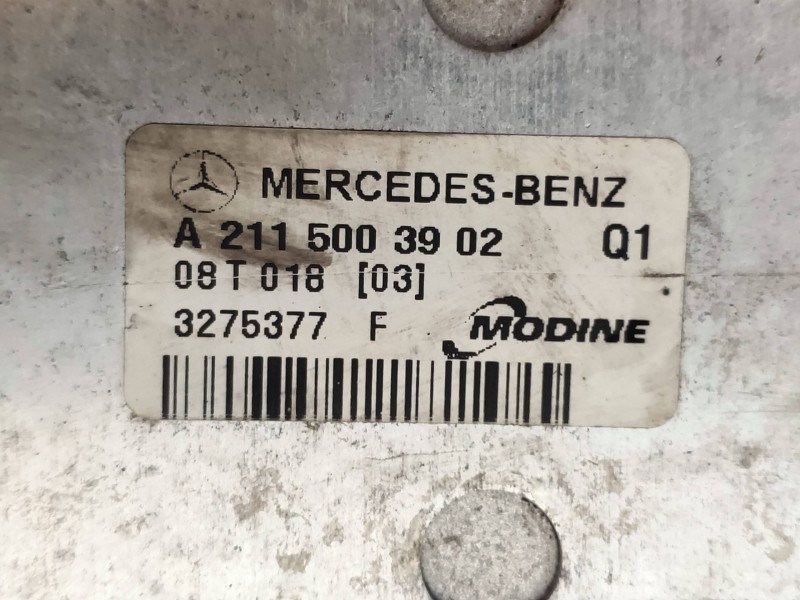 MERCEDES-BENZ
A 211 500 39 02 Q1
08 T 018 [03]
3275377 F MODINE